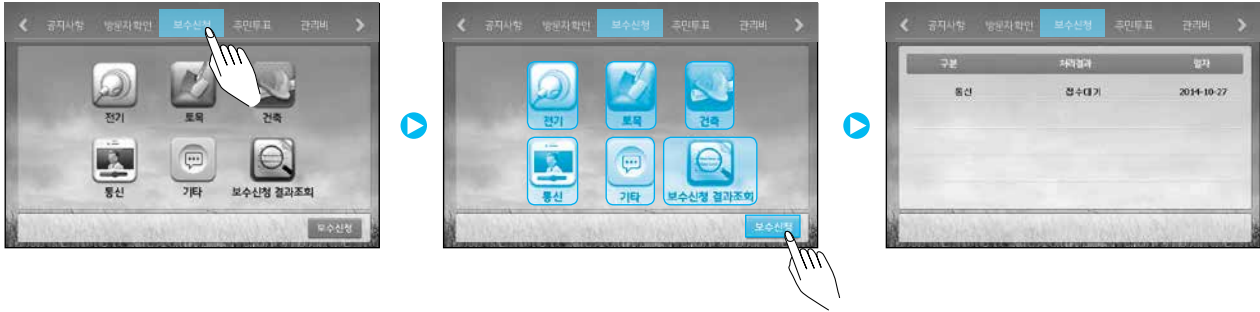 공지사항 방문자확인 보수신청 주민투표 관리비
전기 토목 건축
통신 기타 보수신청 결과조회
보수신청
공지사항 방문자확인 보수신청 주민투표 관리비
전기 토목 건축
통신 기타 보수신청 결과조회
보수신청
공지사항 방문자확인 보수신청 주민투표 관리비
구분 처리결과 일자
통신 접수대기 2014-10-27